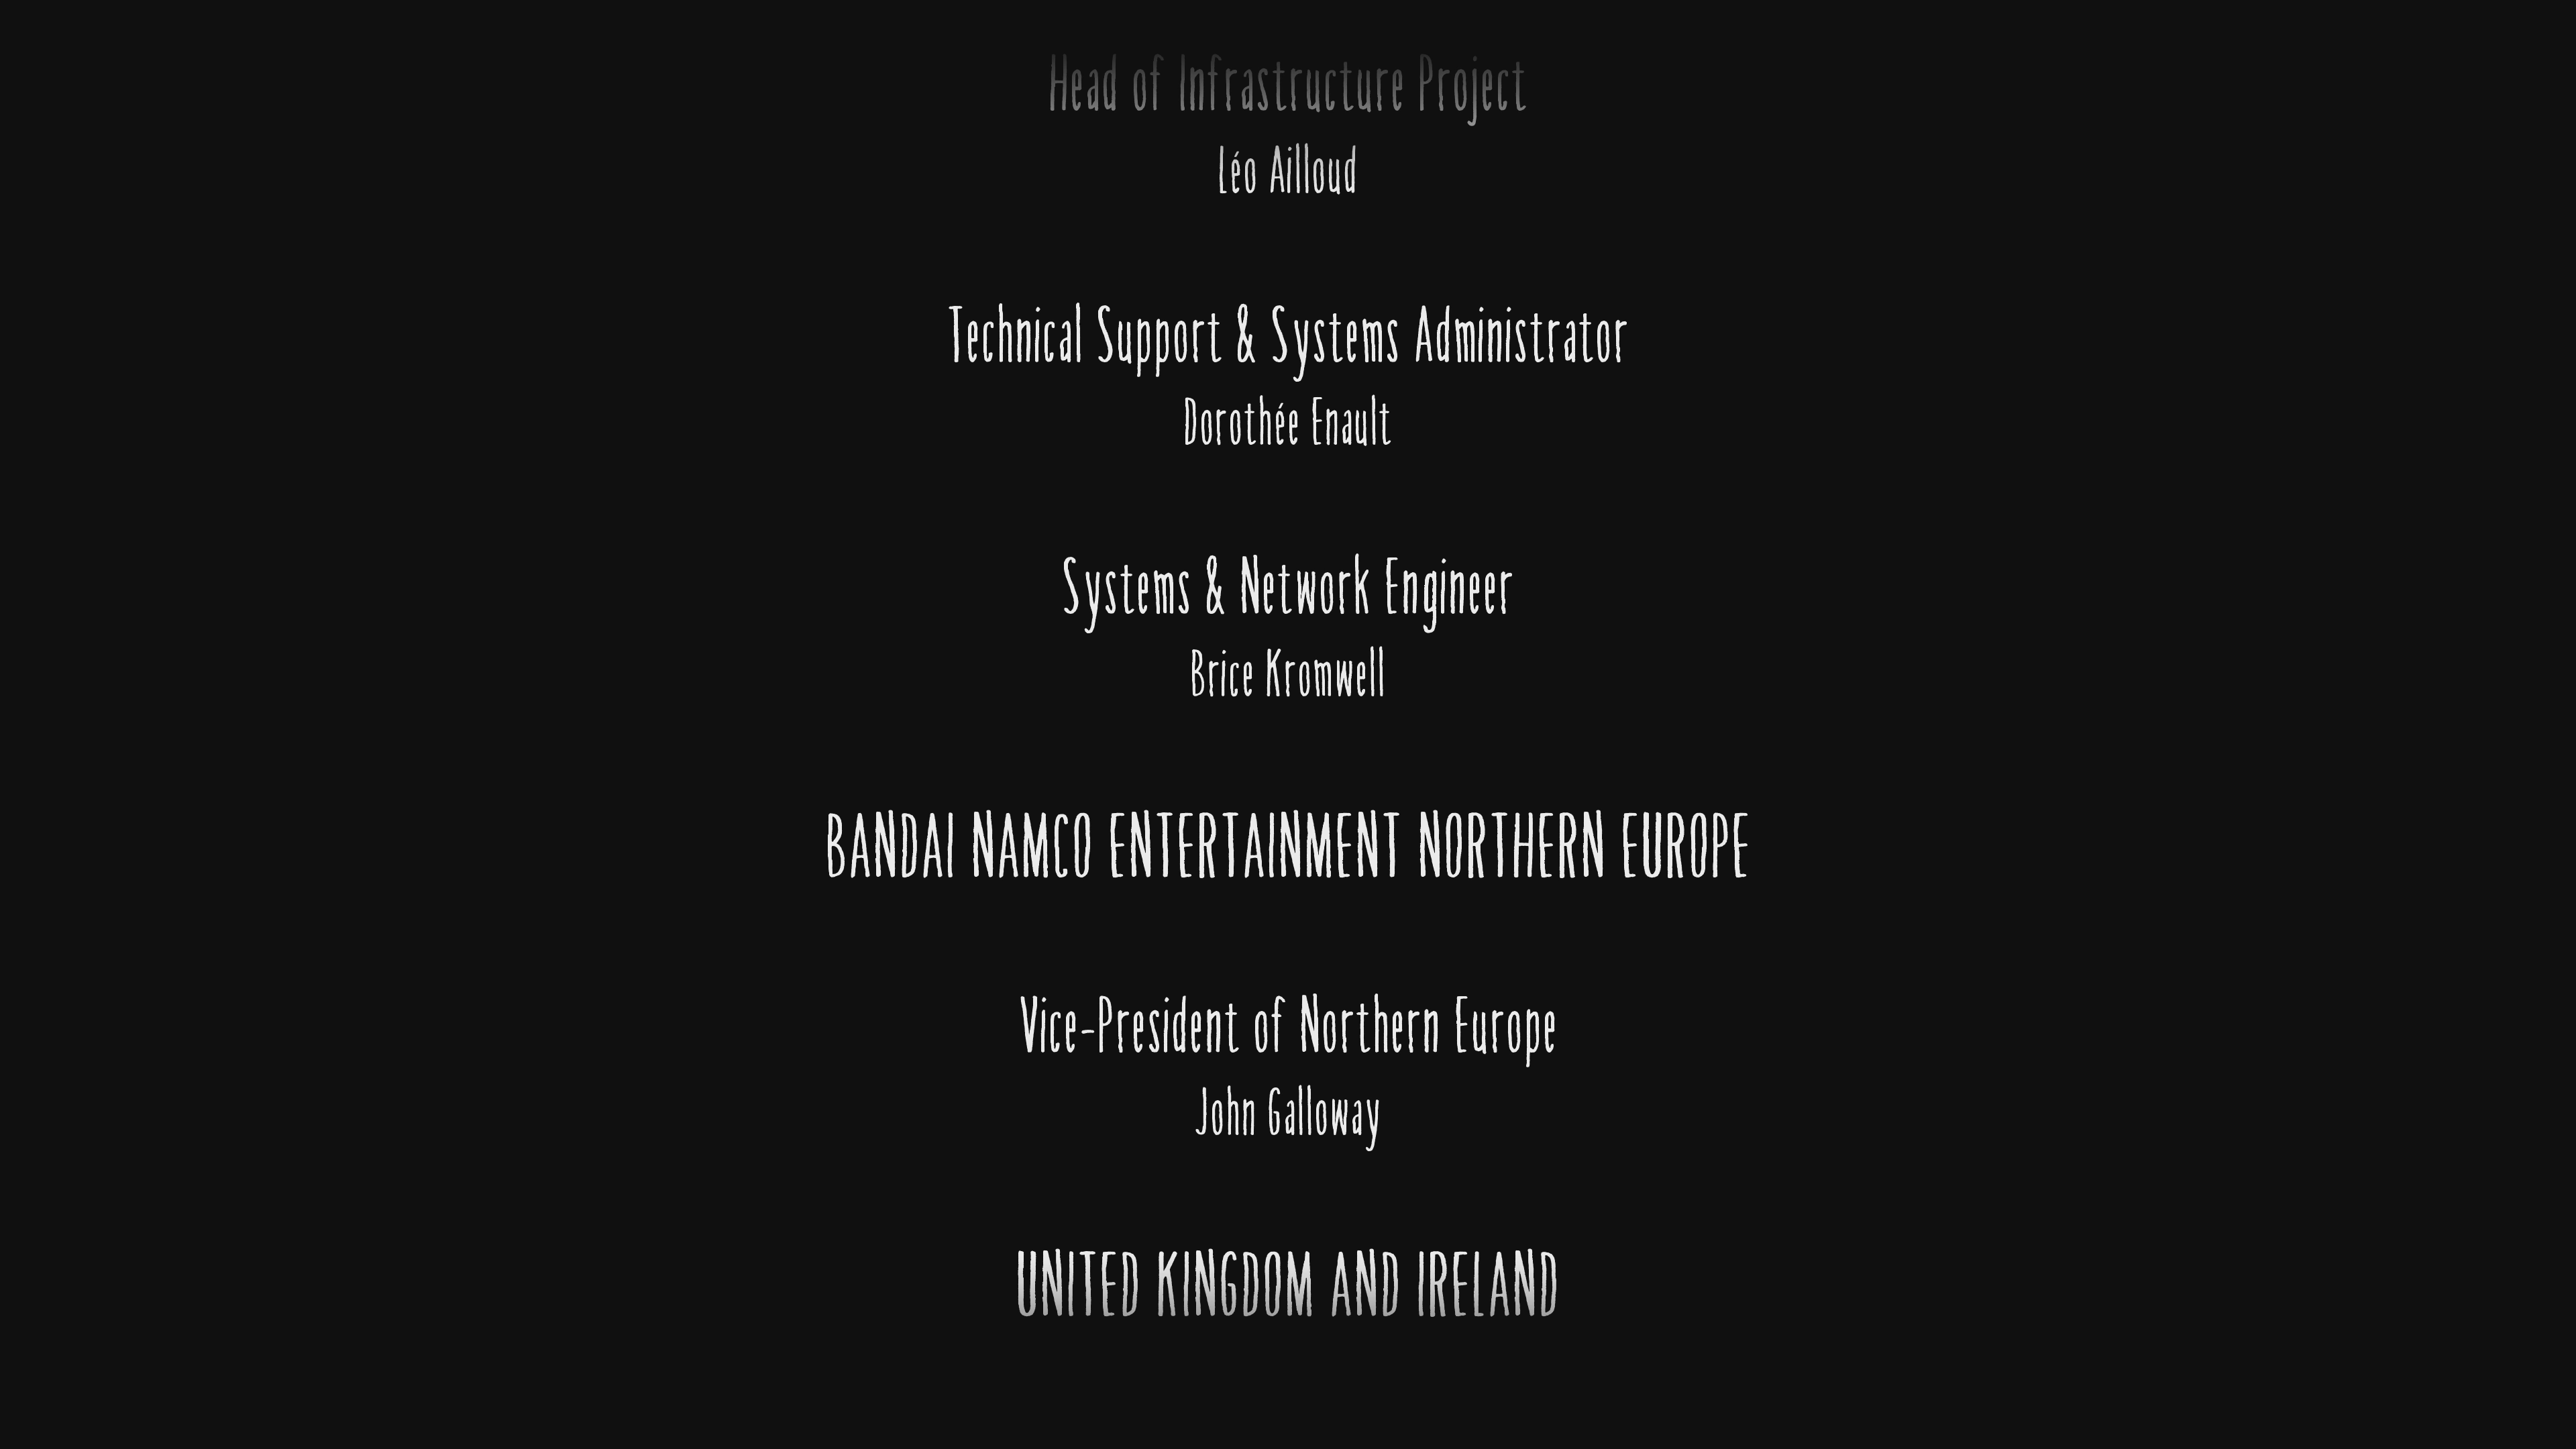 Head of Infrastructure Project
Léo Ailloud
Technical Support & Systems Administrator
Dorothée Enault
Systems & Network Engineer
Brice Kromwell
BANDAI NAMCO ENTERTAINMENT NORTHERN EUROPE
Vice-President of Northern Europe
John Galloway
UNITED KINGDOM AND IRELAND